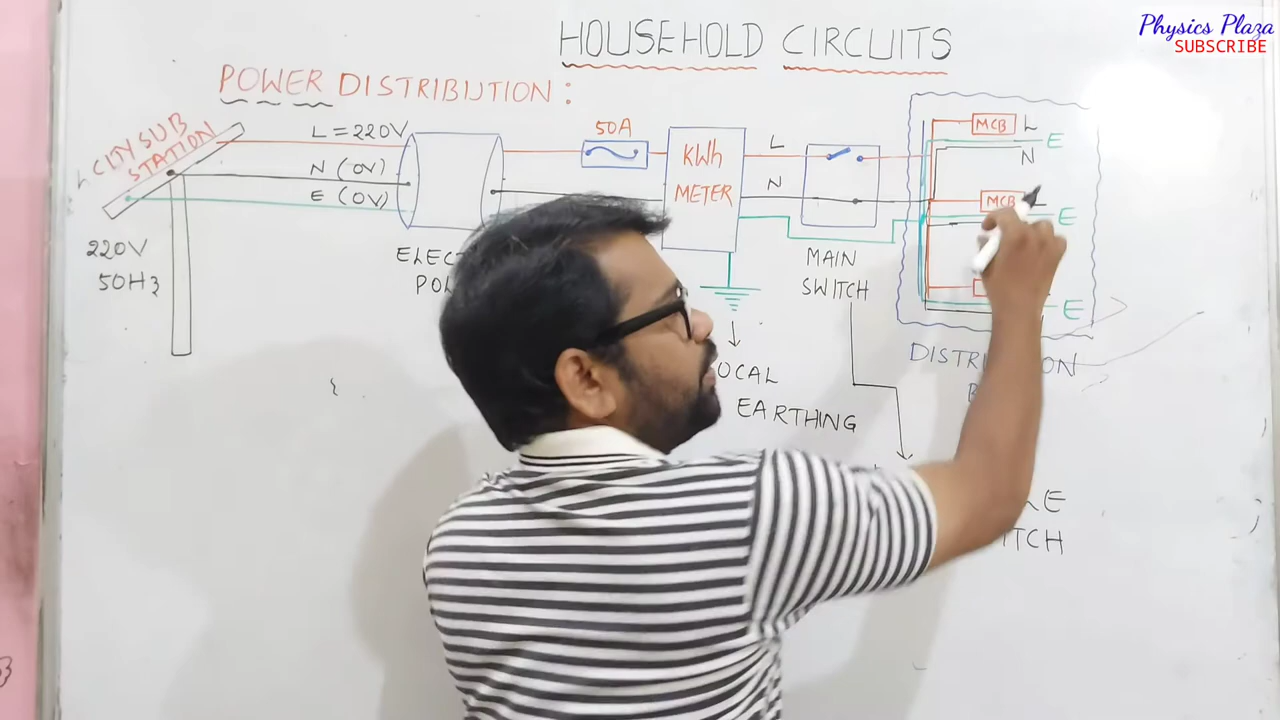 Physics Plaza
SUBSCRIBE
HOUSEHOLD CIRCUITS
POWER DISTRIBUTION :
CITY SUB
STATION
220V
50Hz
L = 220V
N (0V)
E (0V)
50A
KWh
METER
L
N
MAIN
SWITCH
MCB L
E
N
MCB L
E
E
EARTHING